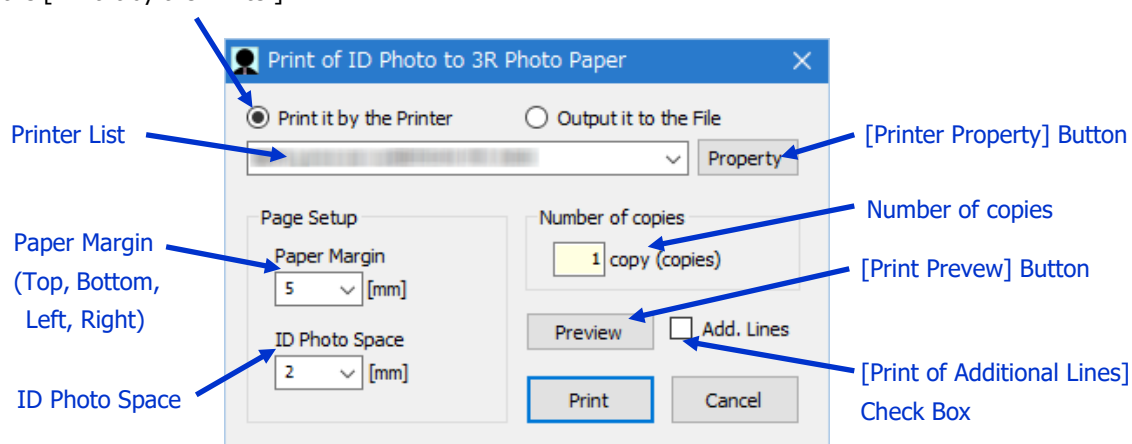 Print of ID Photo to 3R Photo Paper
Print it by the Printer
Output it to the File
Printer List
[Printer Property] Button
Property
Page Setup
Number of copies
Number of copies
Paper Margin
(Top, Bottom,
Left, Right)
Paper Margin
1 copy (copies)
5 [mm]
[Print Prevew] Button
ID Photo Space
Preview
Add. Lines
2 [mm]
ID Photo Space
Print
Cancel
[Print of Additional Lines]
Check Box